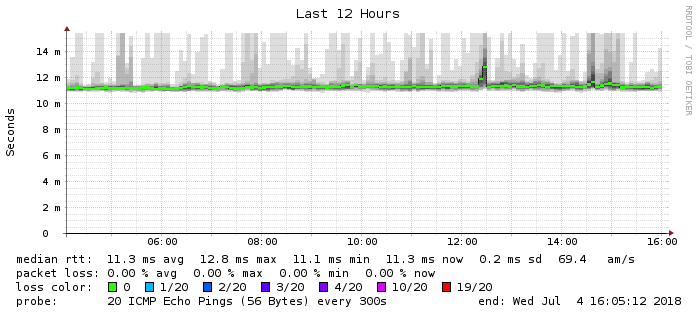 Last 12 Hours
RRDTOOL / TOBI OETIKER
Seconds
14 m
12 m
10 m
8 m
6 m
4 m
2 m
0
06:00 08:00 10:00 12:00 14:00 16:00
median rtt: 11.3 ms avg 12.8 ms max 11.1 ms min 11.3 ms now 0.2 ms sd 69.4 am/s
packet loss: 0.00 % avg 0.00 % max 0.00 % min 0.00 % now
loss color: 0 1/20 2/20 3/20 4/20 10/20 19/20
probe: 20 ICMP Echo Pings (56 Bytes) every 300s end: Wed Jul 4 16:05:12 2018